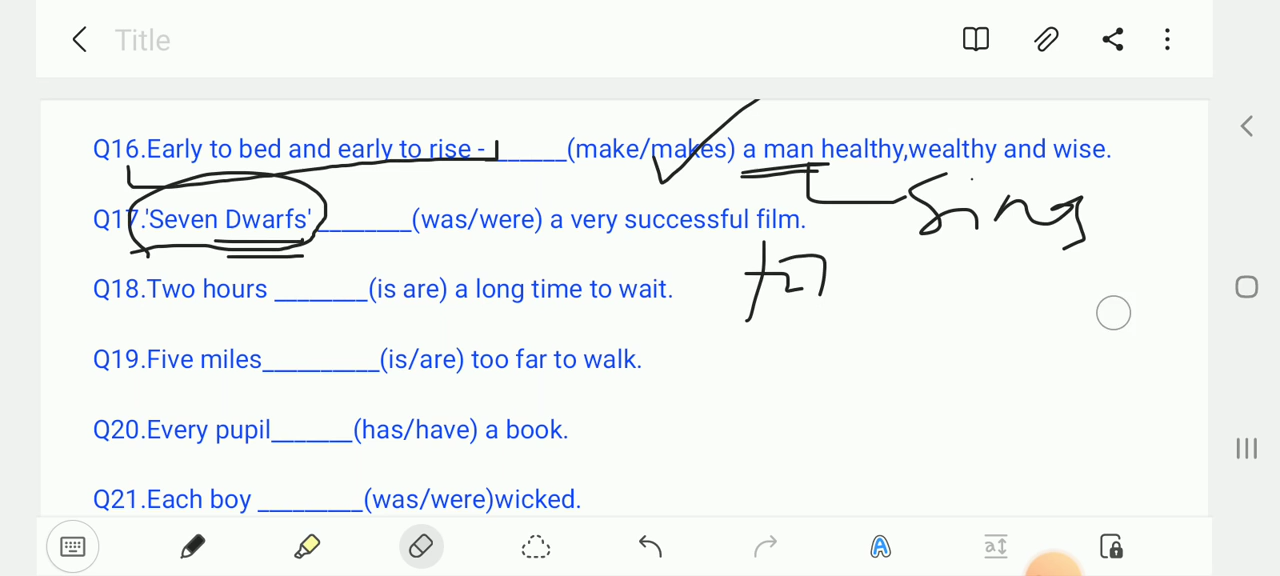 Title
Q16.Early to bed and early to rise - ______(make/makes) a man healthy,wealthy and wise.
Sing
Q17.'Seven Dwarfs'_______(was/were) a very successful film.
Q18.Two hours _______(is are) a long time to wait.
Q19.Five miles_________(is/are) too far to walk.
Q20.Every pupil______(has/have) a book.
Q21.Each boy ________(was/were)wicked.